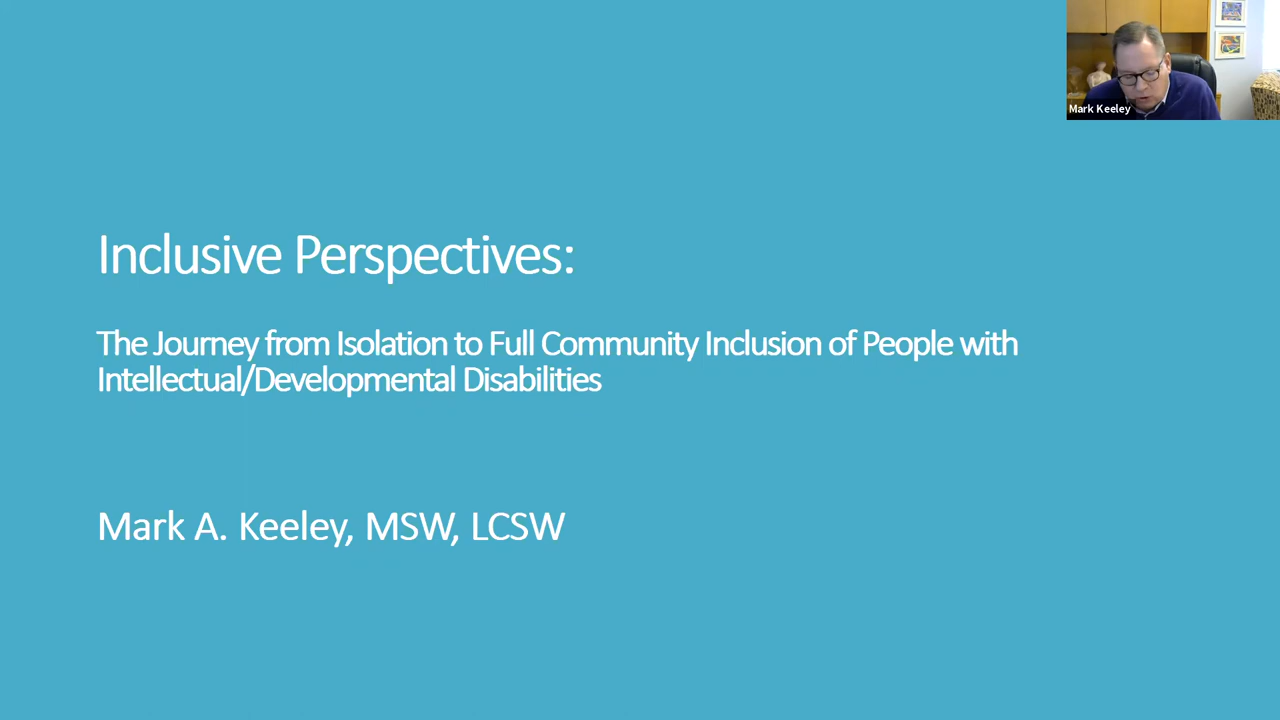 Mark Keeley
Inclusive Perspectives:
The Journey from Isolation to Full Community Inclusion of People with
Intellectual/Developmental Disabilities
Mark A. Keeley, MSW, LCSW